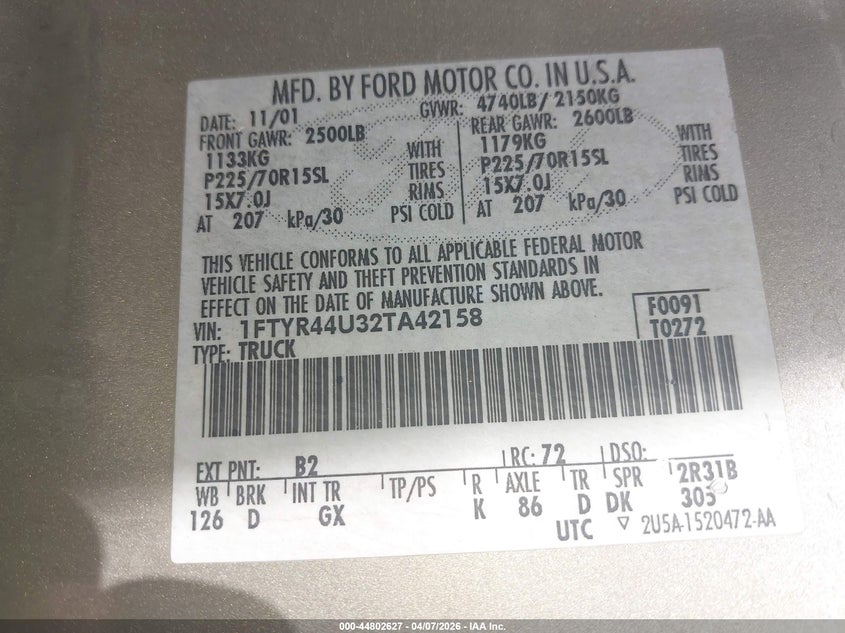 MFD. BY FORD MOTOR CO. IN U.S.A.
DATE: 11/01 GVWR: 4740LB/ 2150KG
FRONT GAWR: 2500LB REAR GAWR: 2600LB
1133KG WITH 1179KG WITH
P225/70R15SL TIRES P225/70R15SL TIRES
15X7.0J RIMS 15X7.0J RIMS
AT 207 kPa/30 PSI COLD AT 207 kPa/30 PSI COLD
THIS VEHICLE CONFORMS TO ALL APPLICABLE FEDERAL MOTOR
VEHICLE SAFETY AND THEFT PREVENTION STANDARDS IN
EFFECT ON THE DATE OF MANUFACTURE SHOWN ABOVE.
VIN: 1FTYR44U32TA42158 F0091
TYPE: TRUCK T0272
EXT PNT: B2 RC: 72 DSO:
WB BRK INT TR TP/PS R AXLE TR SPR 2R31B
126 D GX K 86 D DK 305
UTC 2U5A-1520472-AA
000-44802627 - 04/07/2026 - IAA Inc.